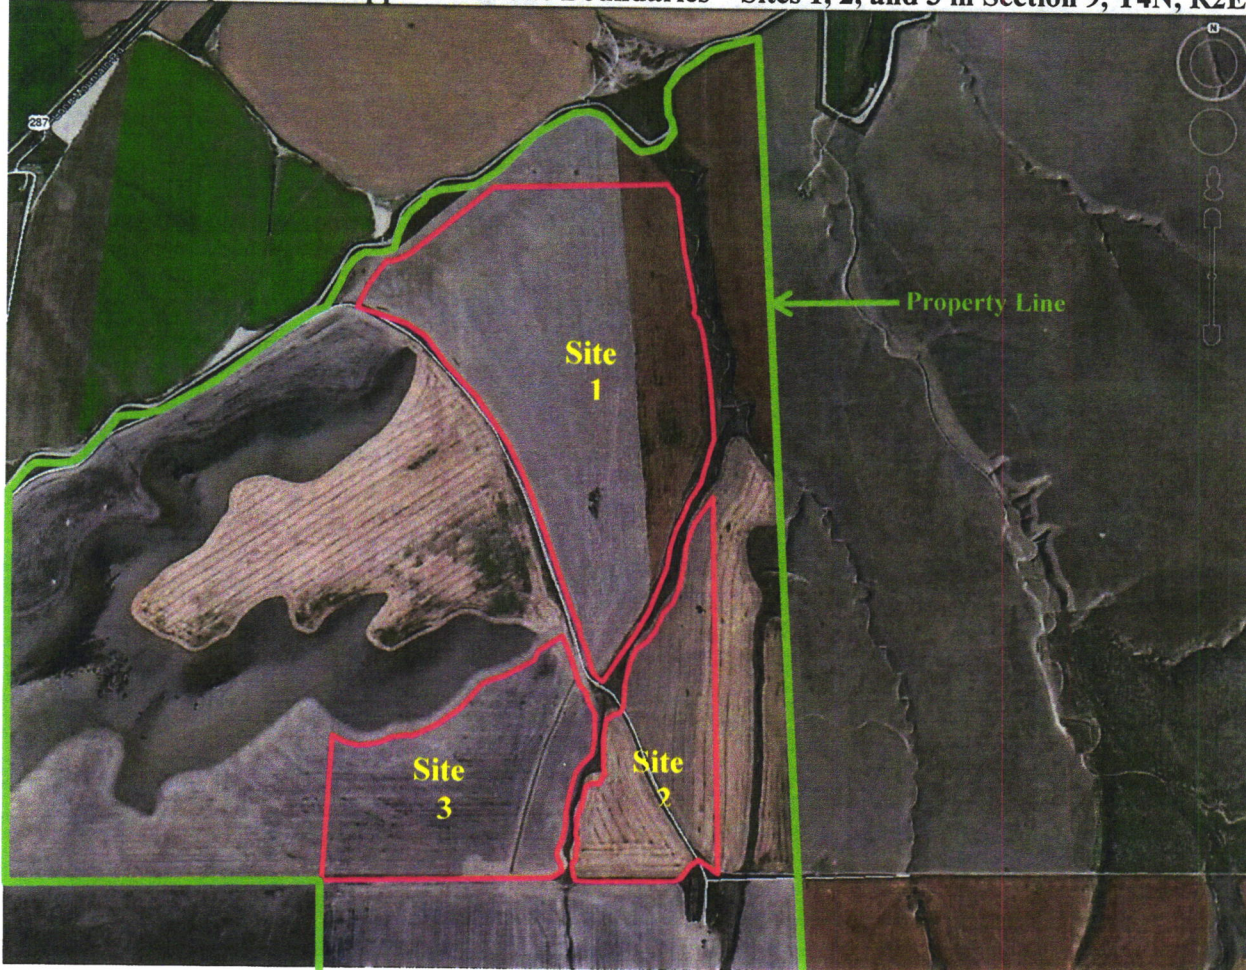 Boundaries – Sites 1, 2, and 3 in Section 9, T4N, R2E
287
N
Property Line
Site
1
Site
3
Site
2